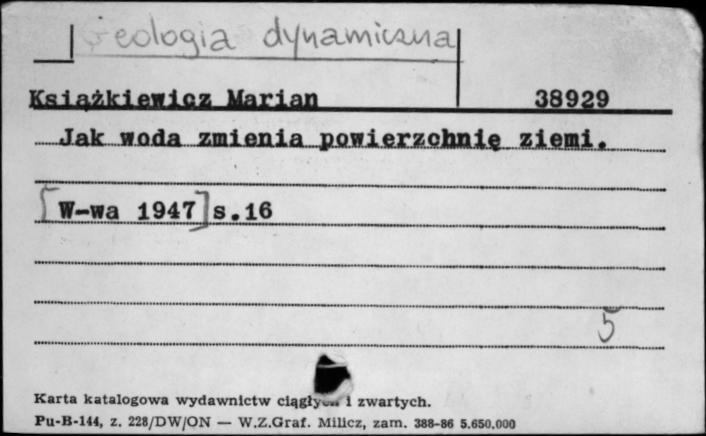 Geologia dynamiczna
Książkiewicz Marian 38929
Jak woda zmienia powierzchnię ziemi.
[W-wa 1947] s.16
5
Karta katalogowa wydawnictw ciągłych i zwartych.
Pu-B-144, z. 228/DW/ON — W.Z.Graf. Milicz, zam. 388-86 5.650.000